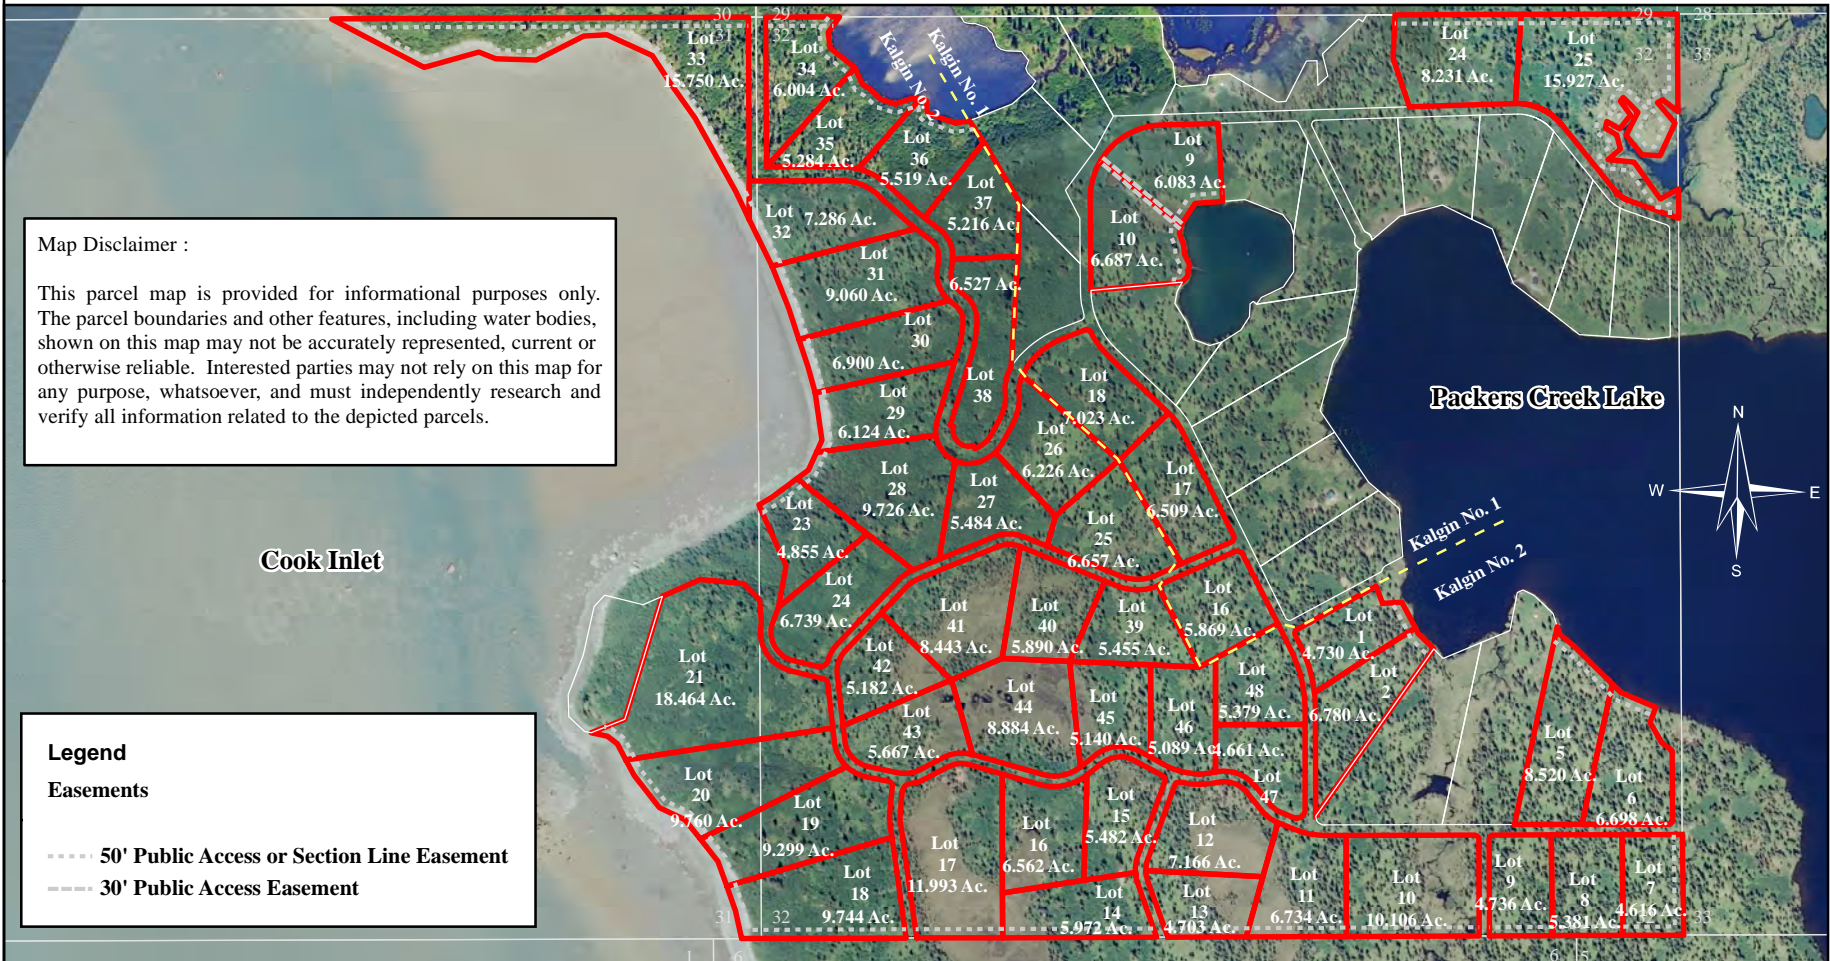 30
29
31
32
29
28
32
33
Lot
33
15.750 Ac.
Lot
34
6.004 Ac.
Lot
35
5.284 Ac.
Lot
36
5.519 Ac.
Lot
37
5.216 Ac.
Kalgin No. 1
Lot
24
8.231 Ac.
Lot
25
15.927 Ac.
Lot
9
6.083 Ac.
Lot
10
6.687 Ac.
Lot
32
7.286 Ac.
Lot
31
9.060 Ac.
6.527 Ac.
Lot
38
Lot
30
6.900 Ac.
Lot
29
6.124 Ac.
Lot
28
9.726 Ac.
Lot
27
5.484 Ac.
Lot
26
6.226 Ac.
Lot
18
7.023 Ac.
Lot
17
6.509 Ac.
Lot
25
6.657 Ac.
Map Disclaimer :
This parcel map is provided for informational purposes only.
The parcel boundaries and other features, including water bodies,
shown on this map may not be accurately represented, current or
otherwise reliable. Interested parties may not rely on this map for
any purpose, whatsoever, and must independently research and
verify all information related to the depicted parcels.
Packers Creek Lake
N
W
E
S
Kalgin No. 1
Kalgin No. 2
Cook Inlet
Lot
23
4.855 Ac.
Lot
24
6.739 Ac.
Lot
41
8.443 Ac.
Lot
40
5.890 Ac.
Lot
39
5.455 Ac.
Lot
16
5.869 Ac.
Lot
1
4.730 Ac.
Lot
2
6.780 Ac.
Lot
21
18.464 Ac.
Lot
42
5.182 Ac.
Lot
43
5.667 Ac.
Lot
44
8.884 Ac.
Lot
45
5.140 Ac.
Lot
46
5.089 Ac.
Lot
48
5.379 Ac.
4.661 Ac.
Lot
47
Lot
5
8.520 Ac.
Lot
6
6.698 Ac.
Lot
20
9.760 Ac.
Lot
19
9.299 Ac.
Lot
18
9.744 Ac.
Lot
17
11.993 Ac.
Lot
16
6.562 Ac.
Lot
15
5.482 Ac.
Lot
14
5.972 Ac.
Lot
12
7.166 Ac.
Lot
13
4.703 Ac.
Lot
11
6.734 Ac.
Lot
10
10.106 Ac.
Lot
9
4.736 Ac.
Lot
8
5.381 Ac.
Lot
7
4.616 Ac.
31
32
32
33
1
6
6
5
Legend
Easements
50' Public Access or Section Line Easement
30' Public Access Easement